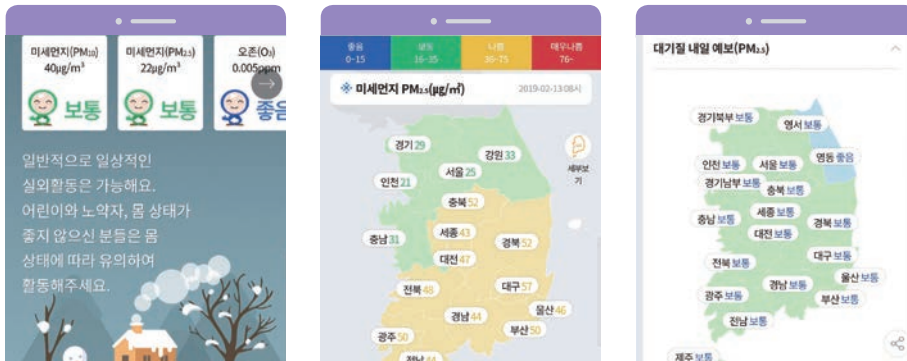 미세먼지(PM10)
40μg/m³
보통
미세먼지(PM2.5)
22μg/m³
보통
오존(O₃)
0.005ppm
좋음
일반적으로 일상적인
실외활동은 가능해요.
어린이와 노약자, 몸 상태가
좋지 않으신 분들은 몸
상태에 따라 유의하여
활동해주세요.
좋음
0-15
보통
16-35
나쁨
36-75
매우나쁨
76-
미세먼지 PM2.5(μg/㎥)
2019-02-13 08시
세부보
기
경기 29
강원 33
서울 25
인천 21
충북 52
충남 31
세종 43
경북 52
대전 47
전북 48
대구 57
울산 46
경남 44
부산 50
광주 50
전남 44
대기질 내일 예보(PM2.5)
경기북부 보통
영서 보통
인천 보통
서울 보통
영동 좋음
경기남부 보통
충북 보통
충남 보통
세종 보통
경북 보통
대전 보통
전북 보통
대구 보통
울산 보통
경남 보통
광주 보통
부산 보통
전남 보통
제주 보통